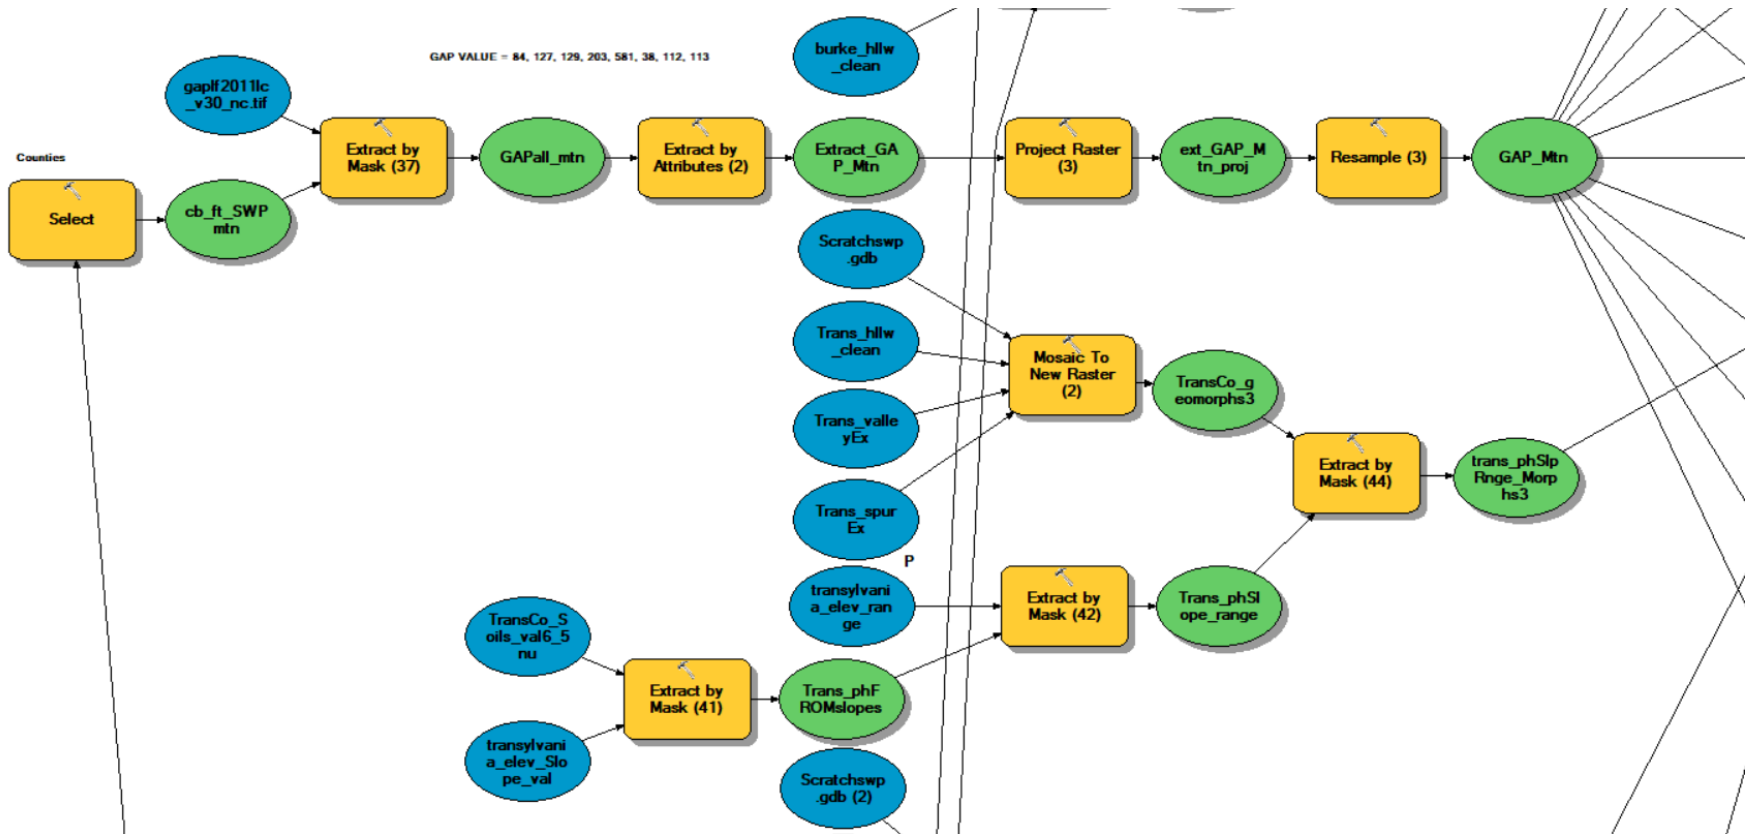 burke_hllw
_clean
GAP VALUE = 84, 127, 129, 203, 581, 38, 112, 113
gaplf2011lc
_v30_nc.tif
Counties
Select
cb_ft_SWP
mtn
Extract by
Mask (37)
GAPall_mtn
Extract by
Attributes (2)
Extract_GA
P_Mtn
Project Raster
(3)
ext_GAP_M
tn_proj
Resample (3)
GAP_Mtn
Scratchswp
.gdb
Trans_hllw
_clean
Trans_valle
yEx
Trans_spur
Ex
Mosaic To
New Raster
(2)
TransCo_g
eomorphs3
Extract by
Mask (44)
trans_phSlp
Rnge_Morp
hs3
P
transylvani
a_elev_ran
ge
Extract by
Mask (42)
Trans_phSl
ope_range
TransCo_S
oils_val6_5
nu
transylvani
a_elev_Slo
pe_val
Extract by
Mask (41)
Trans_phF
ROMslopes
Scratchswp
.gdb (2)